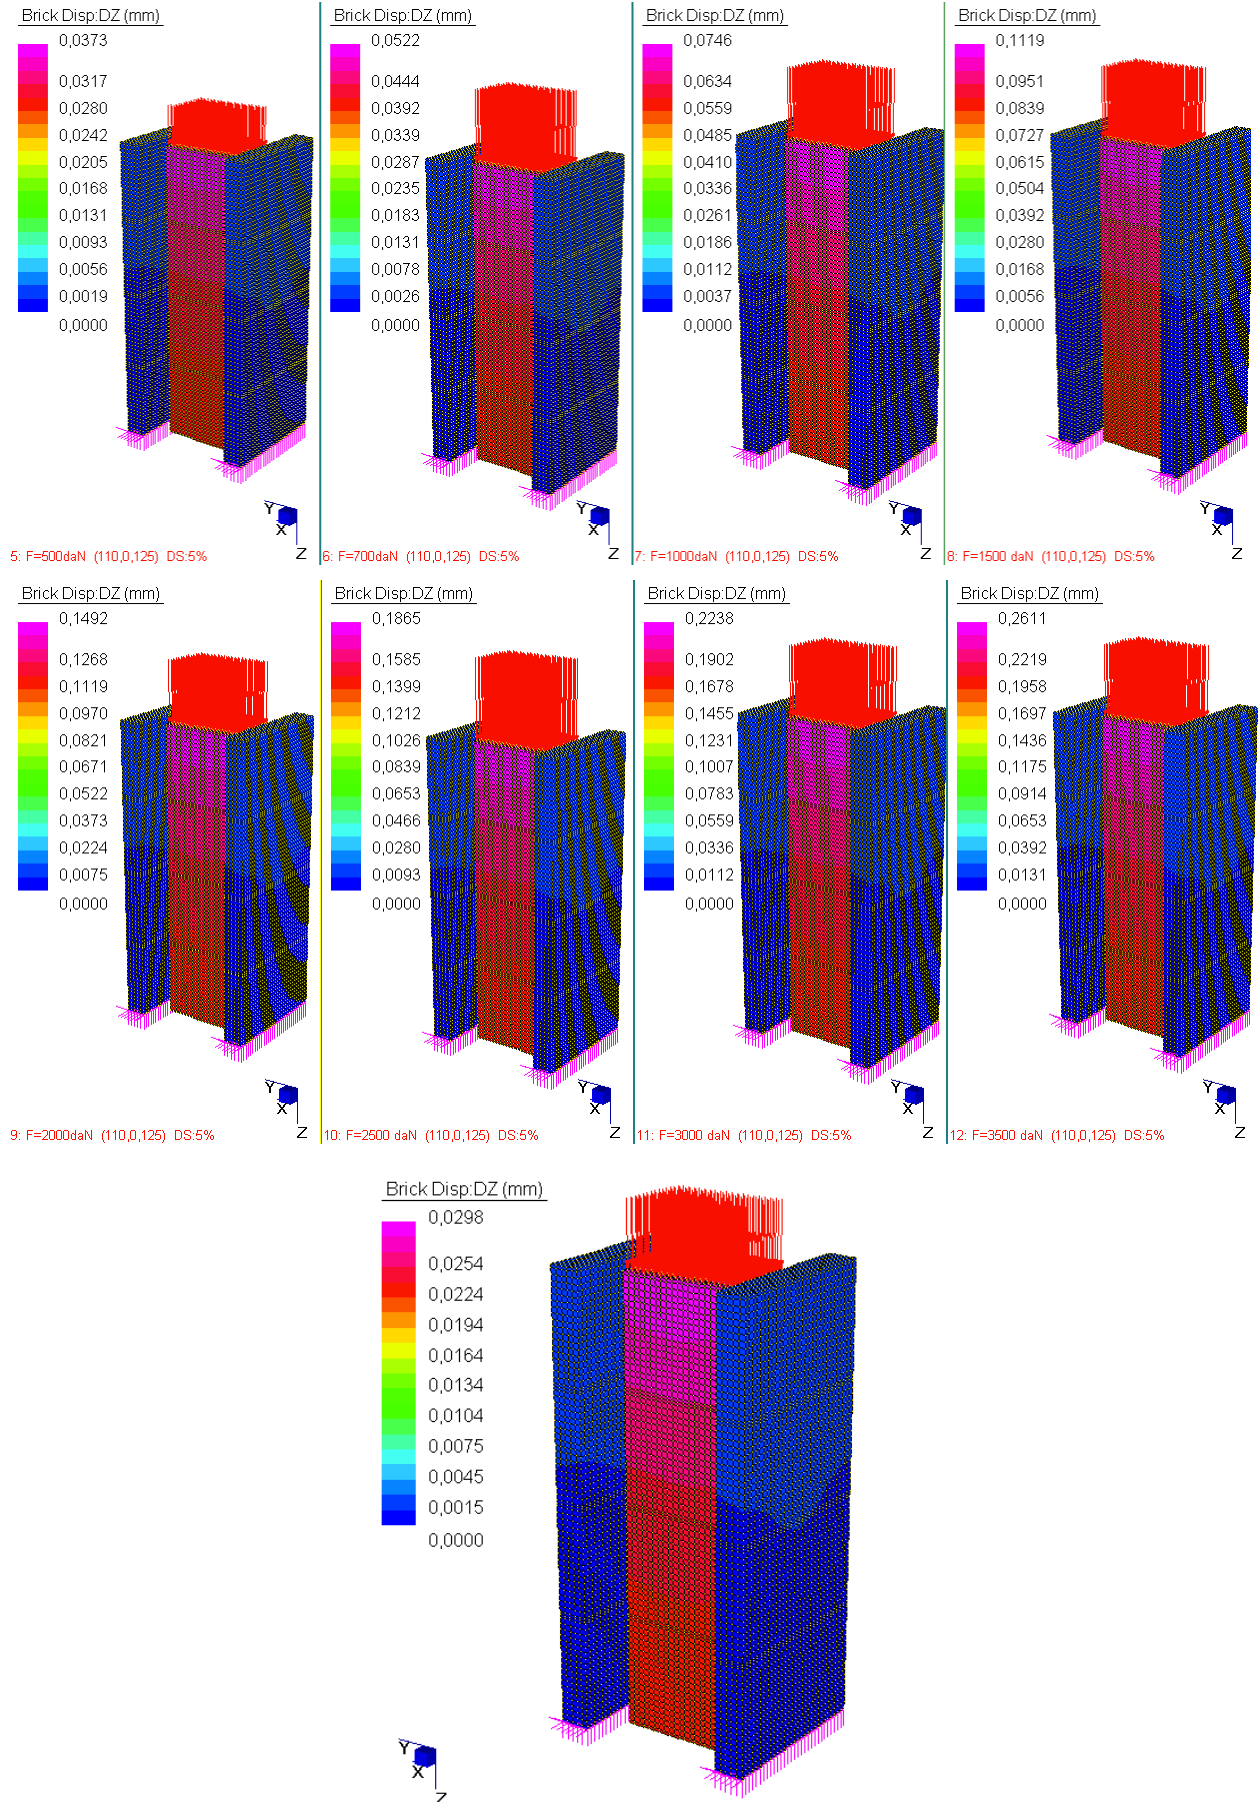 Brick Disp:DZ (mm)
0,0373
0,0317
0,0280
0,0242
0,0205
0,0168
0,0131
0,0093
0,0056
0,0019
0,0000
Y
X
Z
5: F=500daN (110,0,125) DS:5%
Brick Disp:DZ (mm)
0,0522
0,0444
0,0392
0,0339
0,0287
0,0235
0,0183
0,0131
0,0078
0,0026
0,0000
Y
X
Z
6: F=700daN (110,0,125) DS:5%
Brick Disp:DZ (mm)
0,0746
0,0634
0,0559
0,0485
0,0410
0,0336
0,0261
0,0186
0,0112
0,0037
0,0000
Y
X
Z
7: F=1000daN (110,0,125) DS:5%
Brick Disp:DZ (mm)
0,1119
0,0951
0,0839
0,0727
0,0615
0,0504
0,0392
0,0280
0,0168
0,0056
0,0000
Y
X
Z
8: F=1500 daN (110,0,125) DS:5%
Brick Disp:DZ (mm)
0,1492
0,1268
0,1119
0,0970
0,0821
0,0671
0,0522
0,0373
0,0224
0,0075
0,0000
Y
X
Z
9: F=2000daN (110,0,125) DS:5%
Brick Disp:DZ (mm)
0,1865
0,1585
0,1399
0,1212
0,1026
0,0839
0,0653
0,0466
0,0280
0,0093
0,0000
Y
X
Z
10: F=2500 daN (110,0,125) DS:5%
Brick Disp:DZ (mm)
0,2238
0,1902
0,1678
0,1455
0,1231
0,1007
0,0783
0,0559
0,0336
0,0112
0,0000
Y
X
Z
11: F=3000 daN (110,0,125) DS:5%
Brick Disp:DZ (mm)
0,2611
0,2219
0,1958
0,1697
0,1436
0,1175
0,0914
0,0653
0,0392
0,0131
0,0000
Y
X
Z
12: F=3500 daN (110,0,125) DS:5%
Brick Disp:DZ (mm)
0,0298
0,0254
0,0224
0,0194
0,0164
0,0134
0,0104
0,0075
0,0045
0,0015
0,0000
Y
X
Z